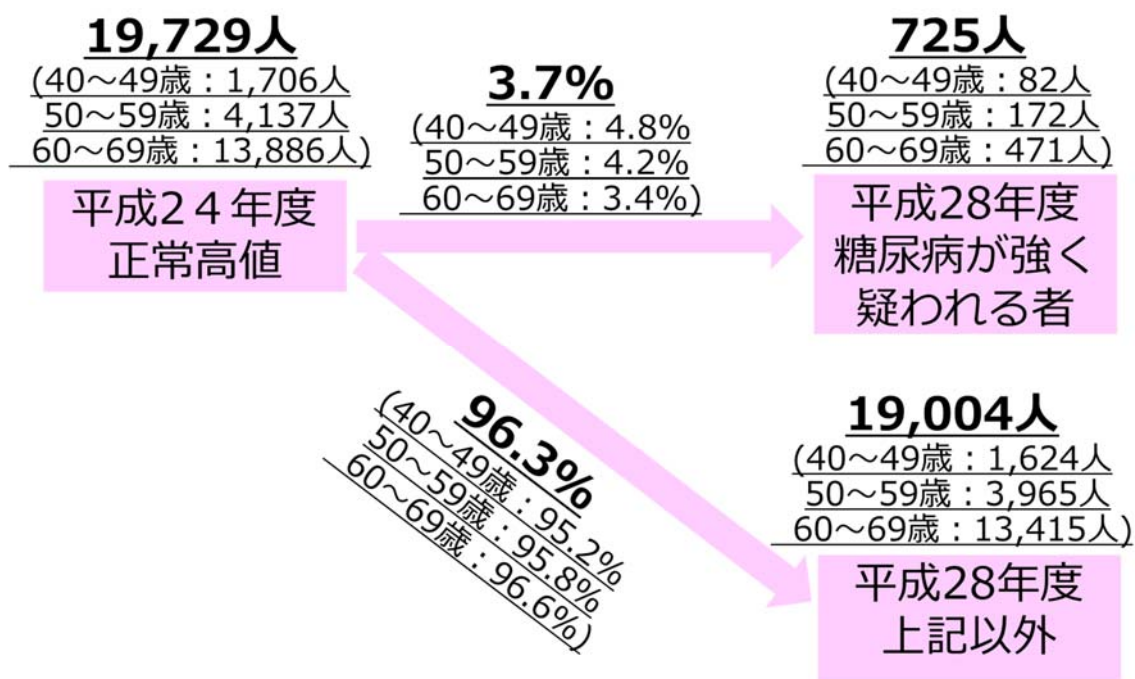 19,729人
(40～49歳：1,706人
50～59歳：4,137人
60～69歳：13,886人)
平成2４年度
正常高値
3.7%
(40～49歳：4.8%
50～59歳：4.2%
60～69歳：3.4%)
725人
(40～49歳：82人
50～59歳：172人
60～69歳：471人)
平成28年度
糖尿病が強く
疑われる者
96.3%
(40～49歳：95.2%
50～59歳：95.8%
60～69歳：96.6%)
19,004人
(40～49歳：1,624人
50～59歳：3,965人
60～69歳：13,415人)
平成28年度
上記以外